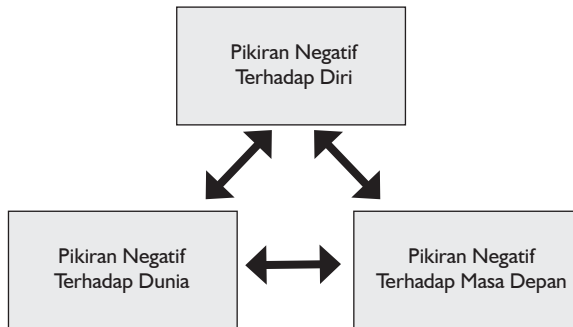 Pikiran Negatif
Terhadap Diri
Pikiran Negatif
Terhadap Dunia
Pikiran Negatif
Terhadap Masa Depan